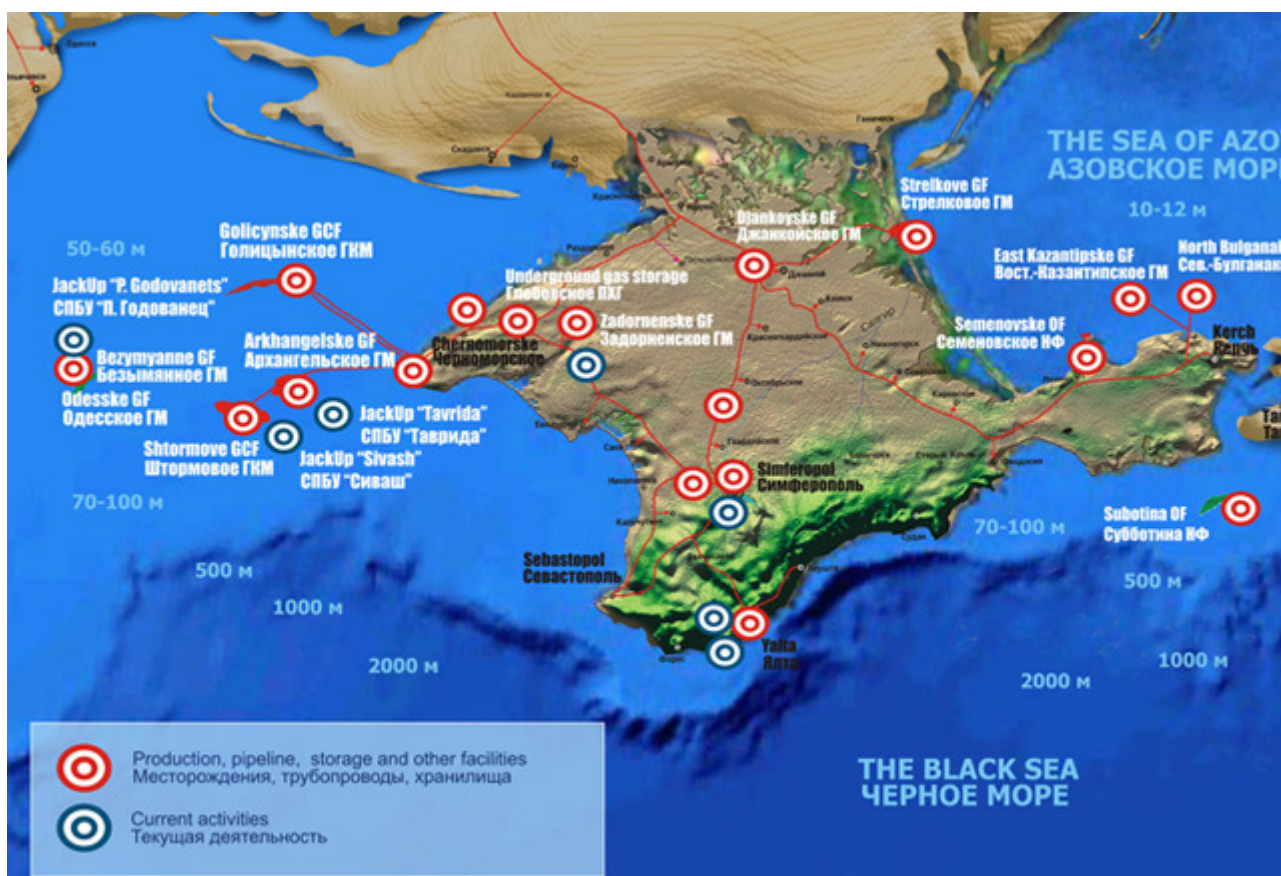 Одесса
Каланчак
Скадовск
Геническ
THE SEA OF AZO
АЗОВСКОЕ МОРЕ
10-12 м
Strelkove GF
Стрелковое ГМ
Djankoyske GF
Джанкойское ГМ
Golicynske GCF
Голицынское ГКМ
50-60 м
East Kazantipske GF
Вост.-Казантипское ГМ
North Bulganak
Сев.-Булганак
JackUp "P. Godovanets"
СПБУ "П. Годованец"
Underground gas storage
Глебовское ПХГ
Zadornenske GF
Задорненское ГМ
Arkhangelske GF
Архангельское ГМ
Chernomorske
Черноморское
Semenovske OF
Семеновское НФ
Kerch
Керчь
Bezymyanne GF
Безымянное ГМ
Odesske GF
Одесское ГМ
JackUp "Tavrida"
СПБУ "Таврида"
Shtormove GCF
Штормовое ГКМ
JackUp "Sivash"
СПБУ "Сиваш"
70-100 м
Simferopol
Симферополь
70-100 м
Subotina OF
Субботина НФ
Sebastopol
Севастополь
500 м
1000 м
2000 м
Форос
Yalta
Ялта
500 м
1000 м
2000 м
THE BLACK SEA
ЧЕРНОЕ МОРЕ
Production, pipeline, storage and other facilities
Месторождения, трубопроводы, хранилища
Current activities
Текущая деятельность